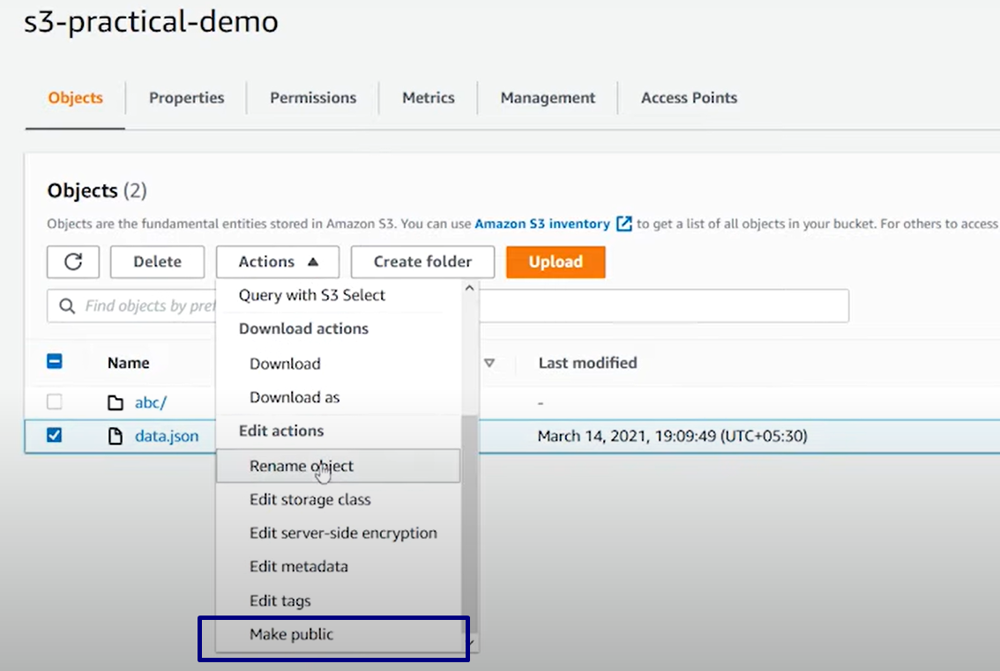 s3-practical-demo
Objects Properties Permissions Metrics Management Access Points
Objects (2)
Objects are the fundamental entities stored in Amazon S3. You can use Amazon S3 inventory to get a list of all objects in your bucket. For others to access
Delete Actions Create folder Upload
Find objects by pref
Query with S3 Select
Download actions
Download
Download as
Edit actions
Rename object
Edit storage class
Edit server-side encryption
Edit metadata
Edit tags
Make public
Name Last modified
abc/ -
data.json March 14, 2021, 19:09:49 (UTC+05:30)